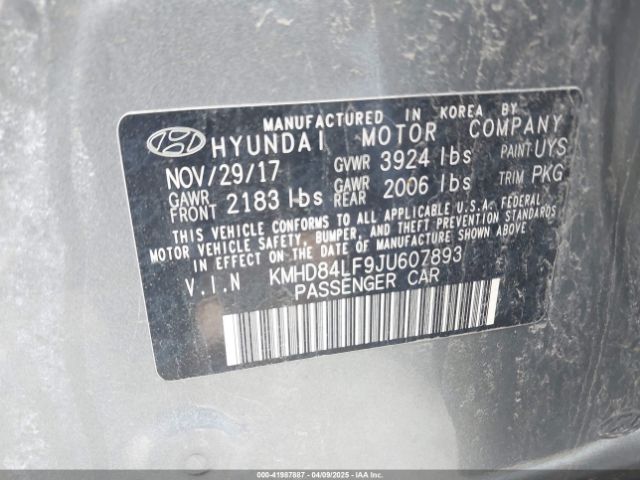 MANUFACTURED IN KOREA BY
HYUNDAI MOTOR COMPANY
NOV/29/17 GVWR 3924 lbs PAINT UYS
GAWR FRONT 2183 lbs GAWR REAR 2006 lbs TRIM PKG
THIS VEHICLE CONFORMS TO ALL APPLICABLE U.S.A. FEDERAL
MOTOR VEHICLE SAFETY, BUMPER, AND THEFT PREVENTION STANDARDS
IN EFFECT ON THE DATE OF MANUFACTURE SHOWN ABOVE.
V.I.N KMHD84LF9JU607893
PASSENGER CAR
000-41987887 - 04/09/2025 - IAAI.COM